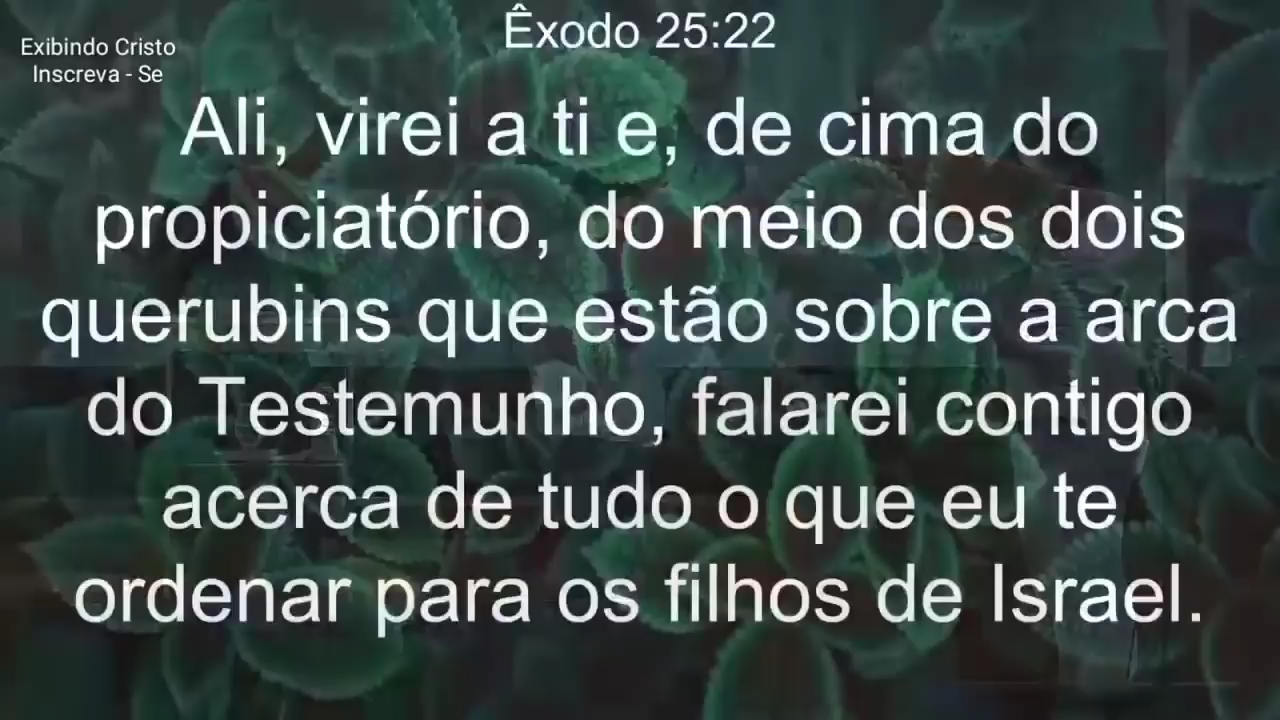 Êxodo 25:22
Exibindo Cristo
Inscreva - Se
Ali, virei a ti e, de cima do
propiciatório, do meio dos dois
querubins que estão sobre a arca
do Testemunho, falarei contigo
acerca de tudo o que eu te
ordenar para os filhos de Israel.